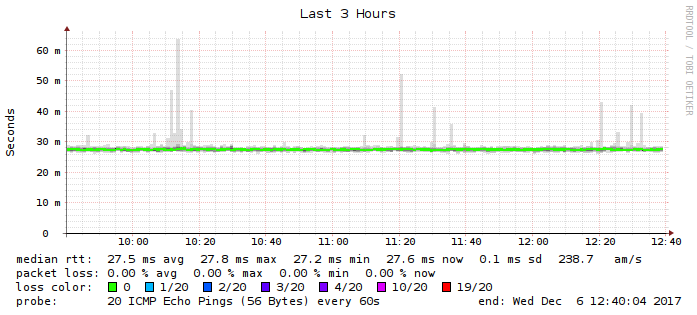 Last 3 Hours
RRDTOOL / TOBI OETIKER
Seconds
60 m
50 m
40 m
30 m
20 m
10 m
0
10:00 10:20 10:40 11:00 11:20 11:40 12:00 12:20 12:40
median rtt: 27.5 ms avg 27.8 ms max 27.2 ms min 27.6 ms now 0.1 ms sd 238.7 am/s
packet loss: 0.00 % avg 0.00 % max 0.00 % min 0.00 % now
loss color: 0 1/20 2/20 3/20 4/20 10/20 19/20
probe: 20 ICMP Echo Pings (56 Bytes) every 60s end: Wed Dec 6 12:40:04 2017